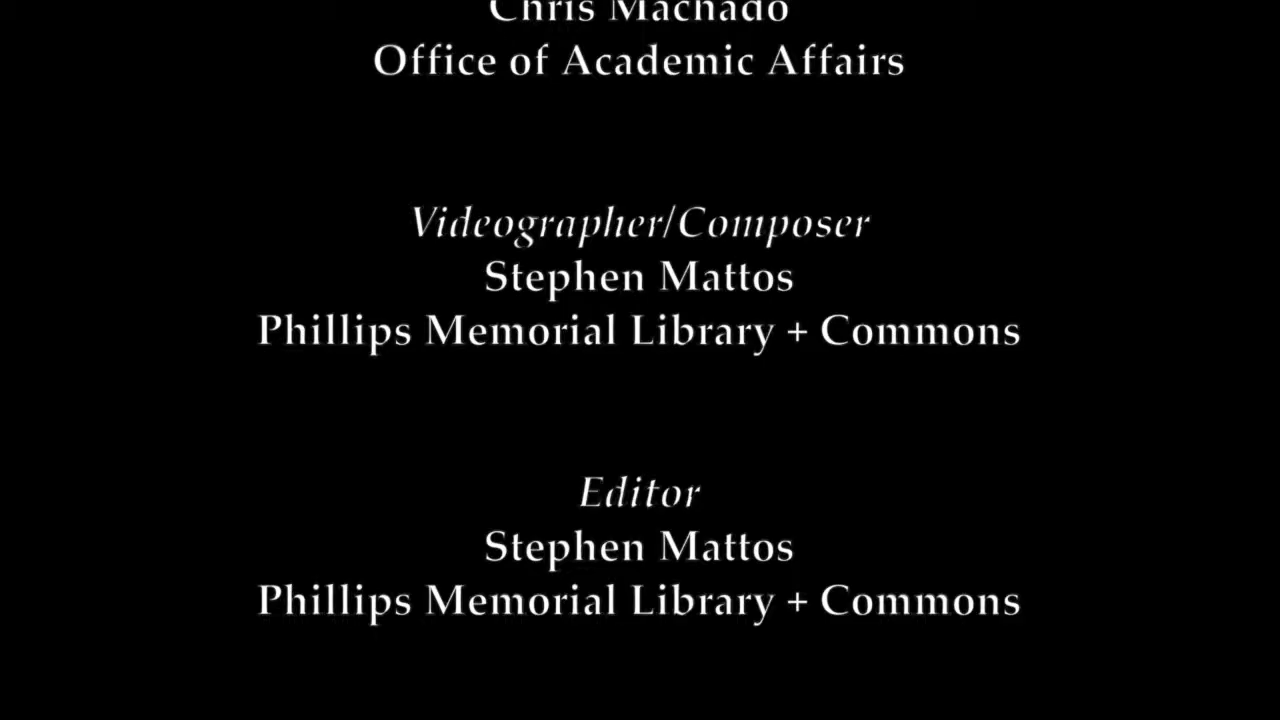 Chris Machado
Office of Academic Affairs
Videographer/Composer
Stephen Mattos
Phillips Memorial Library + Commons
Editor
Stephen Mattos
Phillips Memorial Library + Commons